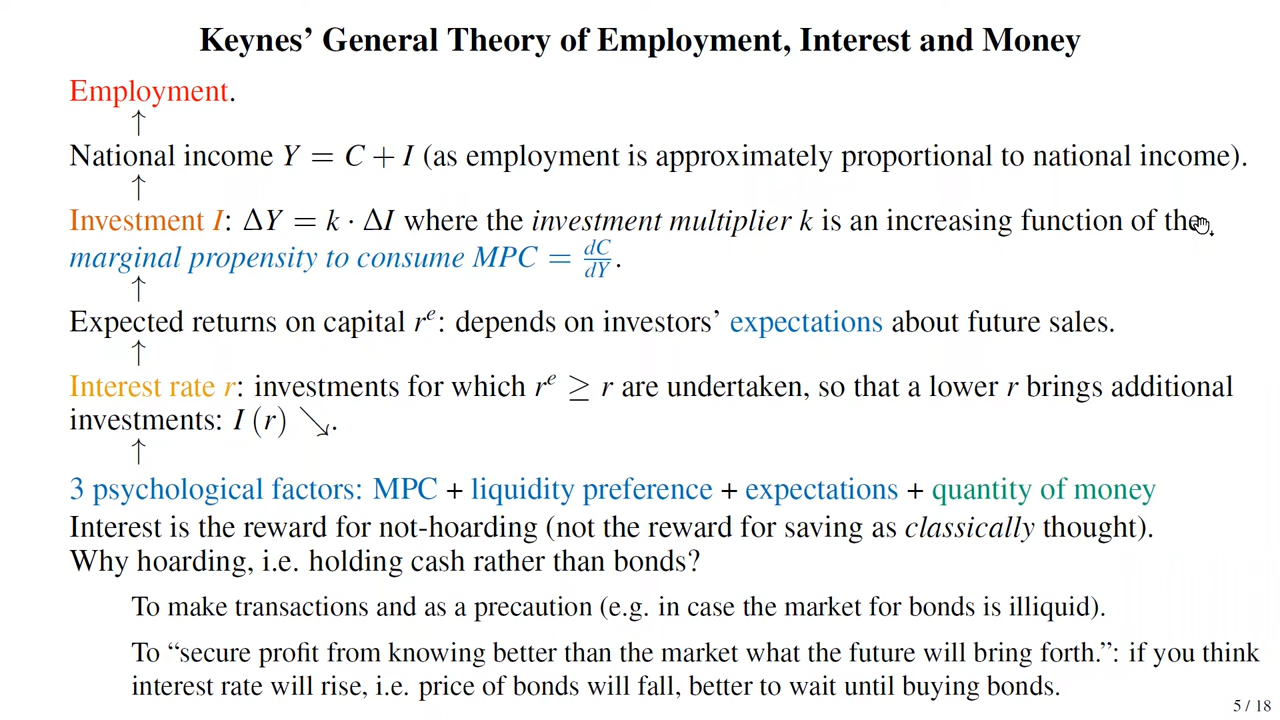 Keynes’ General Theory of Employment, Interest and Money
Employment.
↑
National income Y = C + I (as employment is approximately proportional to national income).
↑
Investment I: ΔY = k · ΔI where the investment multiplier k is an increasing function of the
marginal propensity to consume MPC = dC/dY.
↑
Expected returns on capital rᵉ: depends on investors’ expectations about future sales.
↑
Interest rate r: investments for which rᵉ ≥ r are undertaken, so that a lower r brings additional
investments: I (r) ↘.
↑
3 psychological factors: MPC + liquidity preference + expectations + quantity of money
Interest is the reward for not-hoarding (not the reward for saving as classically thought).
Why hoarding, i.e. holding cash rather than bonds?
To make transactions and as a precaution (e.g. in case the market for bonds is illiquid).
To “secure profit from knowing better than the market what the future will bring forth.”: if you think
interest rate will rise, i.e. price of bonds will fall, better to wait until buying bonds.
5 / 18